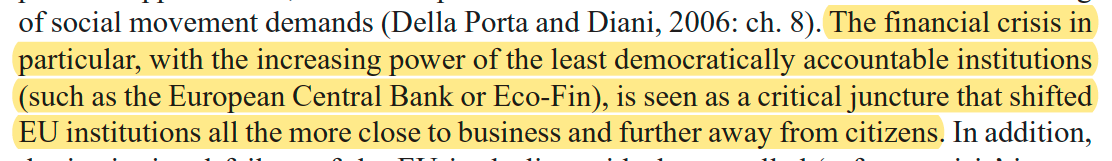 of social movement demands (Della Porta and Diani, 2006: ch. 8). The financial crisis in
particular, with the increasing power of the least democratically accountable institutions
(such as the European Central Bank or Eco-Fin), is seen as a critical juncture that shifted
EU institutions all the more close to business and further away from citizens. In addition,